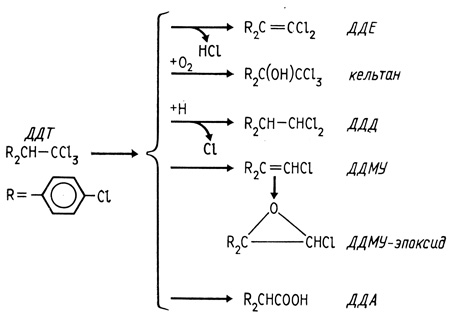 R₂C=CCl₂ ДДЕ
HCl
+O₂
R₂C(OH)CCl₃ кельтан
+H
ДДТ
R₂CH—CHCl₂ ДДД
Cl
R₂CH—CCl₃
R₂C=CHCl ДДМУ
R=
Cl
O
R₂C CHCl ДДМУ-эпоксид
R₂CHCOOH ДДА